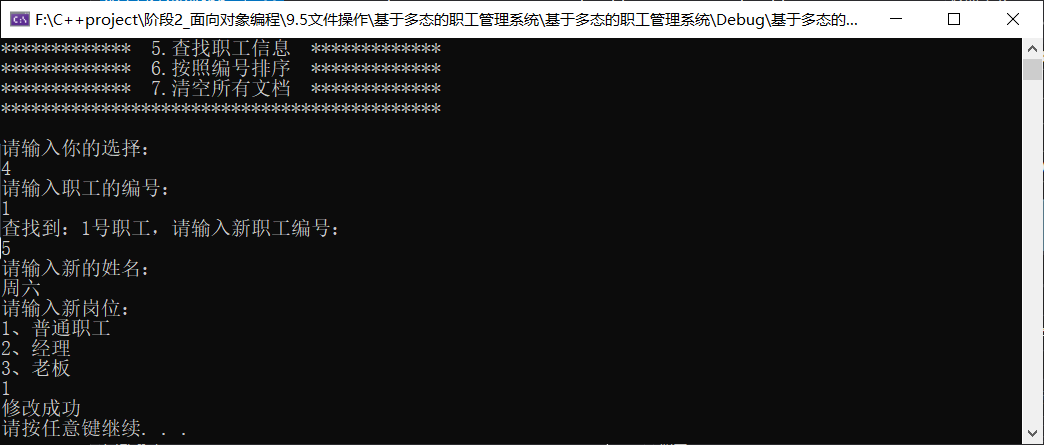 F:\C++project\阶段2_面向对象编程\9.5文件操作\基于多态的职工管理系统\基于多态的职工管理系统\Debug\基于多态的...
************* 5.查找职工信息 *************
************* 6.按照编号排序 *************
************* 7.清空所有文档 *************
********************************************
请输入你的选择：
4
请输入职工的编号：
1
查找到：1号职工，请输入新职工编号：
5
请输入新的姓名：
周六
请输入新岗位：
1、普通职工
2、经理
3、老板
1
修改成功
请按任意键继续. . .